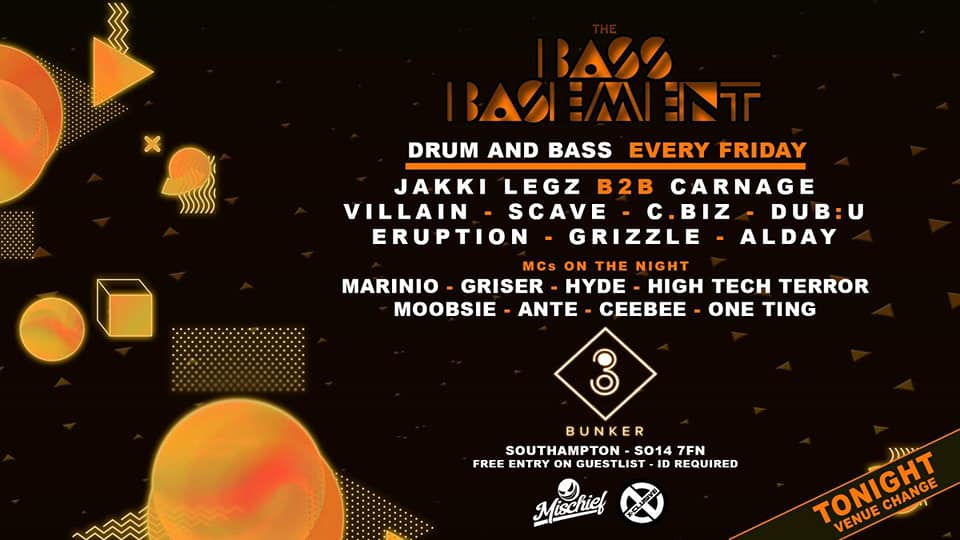 THE
BASS
BASEMENT
DRUM AND BASS EVERY FRIDAY
JAKKI LEGZ B2B CARNAGE
VILLAIN - SCAVE - C.BIZ - DUB:U
ERUPTION - GRIZZLE - ALDAY
MCs ON THE NIGHT
MARINIO - GRISER - HYDE - HIGH TECH TERROR
MOOBSIE - ANTE - CEEBEE - ONE TING
3
BUNKER
SOUTHAMPTON - SO14 7FN
FREE ENTRY ON GUESTLIST - ID REQUIRED
Mischief
TONIGHT
VENUE CHANGE